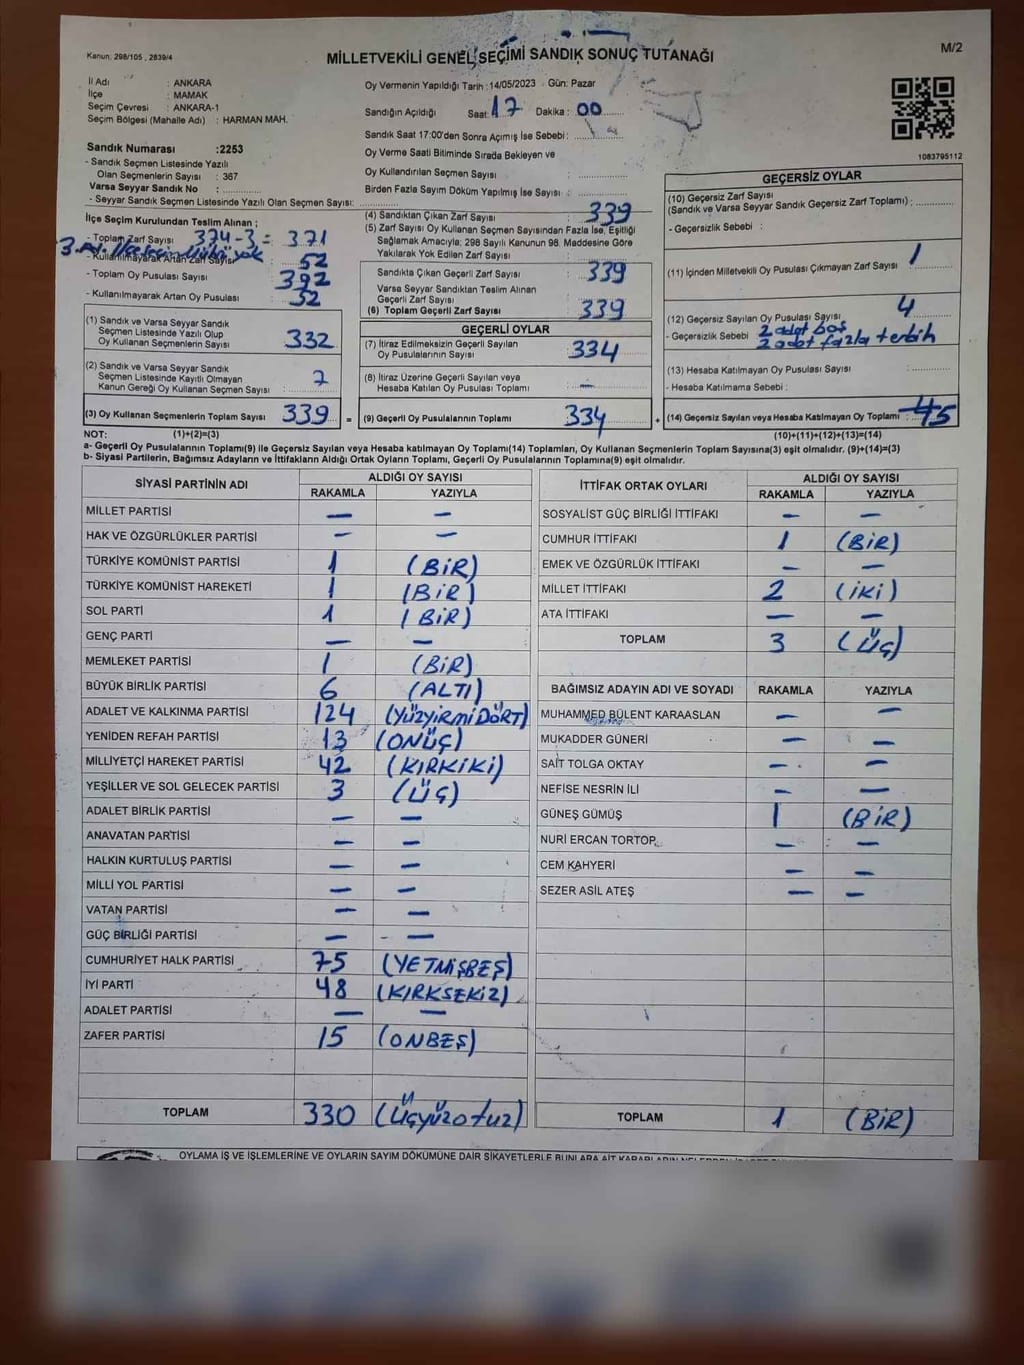 M/2
Kanun. 298/105 , 2839/4
MİLLETVEKİLİ GENEL SEÇİMİ SANDIK SONUÇ TUTANAĞI
İl Adı : ANKARA
İlçe : MAMAK
Seçim Çevresi : ANKARA-1
Seçim Bölgesi (Mahalle Adı) : HARMAN MAH.
Oy Vermenin Yapıldığı Tarih : 14/05/2023 Gün: Pazar
Sandığın Açıldığı Saat: 17 Dakika : 00
Sandık Saat 17:00'den Sonra Açılmış İse Sebebi :
Oy Verme Saati Bitiminde Sırada Bekleyen ve
Oy Kullandırılan Seçmen Sayısı :
Birden Fazla Sayım Döküm Yapılmış İse Sayısı :
1083795112
Sandık Numarası :2253
- Sandık Seçmen Listesinde Yazılı
Olan Seçmenlerin Sayısı : 367
Varsa Seyyar Sandık No :
- Seyyar Sandık Seçmen Listesinde Yazılı Olan Seçmen Sayısı:
İlçe Seçim Kurulundan Teslim Alınan ;
- Toplam Zarf Sayısı 374-3= 371
- Kullanılmayarak Artan Zarf Sayısı 52
- Toplam Oy Pusulası Sayısı 392
- Kullanılmayarak Artan Oy Pusulası : 52
(1) Sandık ve Varsa Seyyar Sandık
Seçmen Listesinde Yazılı Olup
Oy Kullanan Seçmenlerin Sayısı : 332
(2) Sandık ve Varsa Seyyar Sandık
Seçmen Listesinde Kayıtlı Olmayan
Kanun Gereği Oy Kullanan Seçmen Sayısı : 7
(3) Oy Kullanan Seçmenlerin Toplam Sayısı : 339
(4) Sandıktan Çıkan Zarf Sayısı : 339
(5) Zarf Sayısı Oy Kullanan Seçmen Sayısından Fazla İse, Eşitliği
Sağlamak Amacıyla; 298 Sayılı Kanunun 98. Maddesine Göre
Yakılarak Yok Edilen Zarf Sayısı :
Sandıkta Çıkan Geçerli Zarf Sayısı : 339
Varsa Seyyar Sandıktan Teslim Alınan
Geçerli Zarf Sayısı :
(6) Toplam Geçerli Zarf Sayısı : 339
GEÇERLİ OYLAR
(7) İtiraz Edilmeksizin Geçerli Sayılan
Oy Pusulalarının Sayısı : 334
(8) İtiraz Üzerine Geçerli Sayılan veya
Hesaba Katılan Oy Pusulası Toplamı : —
= (9) Geçerli Oy Pusulalarının Toplamı : 334
GEÇERSİZ OYLAR
(10) Geçersiz Zarf Sayısı
(Sandık ve Varsa Seyyar Sandık Geçersiz Zarf Toplamı) :
- Geçersizlik Sebebi :
(11) İçinden Milletvekili Oy Pusulası Çıkmayan Zarf Sayısı : 1
(12) Geçersiz Sayılan Oy Pusulası Sayısı : 4
- Geçersizlik Sebebi : 2 adet boş
2 adet fazla tercih
(13) Hesaba Katılmayan Oy Pusulası Sayısı :
- Hesaba Katılmama Sebebi :
+ (14) Geçersiz Sayılan veya Hesaba Katılmayan Oy Toplamı : 5
NOT: (1)+(2)=(3)
(10)+(11)+(12)+(13)=(14)
a- Geçerli Oy Pusulalarının Toplamı(9) ile Geçersiz Sayılan veya Hesaba katılmayan Oy Toplamı(14) Toplamları, Oy Kullanan Seçmenlerin Toplam Sayısına(3) eşit olmalıdır. (9)+(14)=(3)
b- Siyasi Partilerin, Bağımsız Adayların ve İttifakların Aldığı Ortak Oyların Toplamı, Geçerli Oy Pusulalarının Toplamına(9) eşit olmalıdır.
SİYASİ PARTİNİN ADI ALDIĞI OY SAYISI
RAKAMLA YAZIYLA
MİLLET PARTİSİ — —
HAK VE ÖZGÜRLÜKLER PARTİSİ — —
TÜRKİYE KOMÜNİST PARTİSİ 1 (BİR)
TÜRKİYE KOMÜNİST HAREKETİ 1 (BİR)
SOL PARTİ 1 (BİR)
GENÇ PARTİ — —
MEMLEKET PARTİSİ 1 (BİR)
BÜYÜK BİRLİK PARTİSİ 6 (ALTI)
ADALET VE KALKINMA PARTİSİ 124 (YÜZYİRMİDÖRT)
YENİDEN REFAH PARTİSİ 13 (ONÜÇ)
MİLLİYETÇİ HAREKET PARTİSİ 42 (KIRKİKİ)
YEŞİLLER VE SOL GELECEK PARTİSİ 3 (ÜÇ)
ADALET BİRLİK PARTİSİ — —
ANAVATAN PARTİSİ — —
HALKIN KURTULUŞ PARTİSİ — —
MİLLİ YOL PARTİSİ — —
VATAN PARTİSİ — —
GÜÇ BİRLİĞİ PARTİSİ — —
CUMHURİYET HALK PARTİSİ 75 (YETMİŞBEŞ)
İYİ PARTİ 48 (KIRKSEKİZ)
ADALET PARTİSİ — —
ZAFER PARTİSİ 15 (ONBEŞ)
TOPLAM 330 (Üçyüzotuz)
İTTİFAK ORTAK OYLARI ALDIĞI OY SAYISI
RAKAMLA YAZIYLA
SOSYALİST GÜÇ BİRLİĞİ İTTİFAKI — —
CUMHUR İTTİFAKI 1 (BİR)
EMEK VE ÖZGÜRLÜK İTTİFAKI — —
MİLLET İTTİFAKI 2 (İKİ)
ATA İTTİFAKI — —
TOPLAM 3 (ÜÇ)
BAĞIMSIZ ADAYIN ADI VE SOYADI RAKAMLA YAZIYLA
MUHAMMED BÜLENT KARAASLAN — —
MUKADDER GÜNERİ — —
SAİT TOLGA OKTAY — —
NEFİSE NESRİN İLİ — —
GÜNEŞ GÜMÜŞ 1 (BİR)
NURİ ERCAN TORTOP — —
CEM KAHYERİ — —
SEZER ASİL ATEŞ — —
TOPLAM 1 (BİR)
OYLAMA İŞ VE İŞLEMLERİNE VE OYLARIN SAYIM DÖKÜMÜNE DAİR ŞİKAYETLERLE BUNLARA AİT KARARLARIN